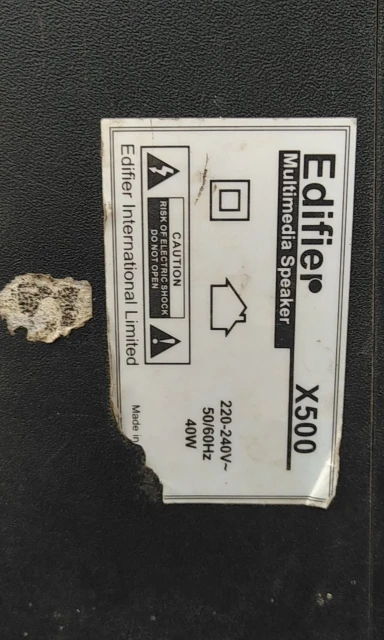 Edifier
Multimedia Speaker
X500
220-240V~
50/60Hz
40W
CAUTION
RISK OF ELECTRIC SHOCK
DO NOT OPEN
Edifier International Limited
Made in